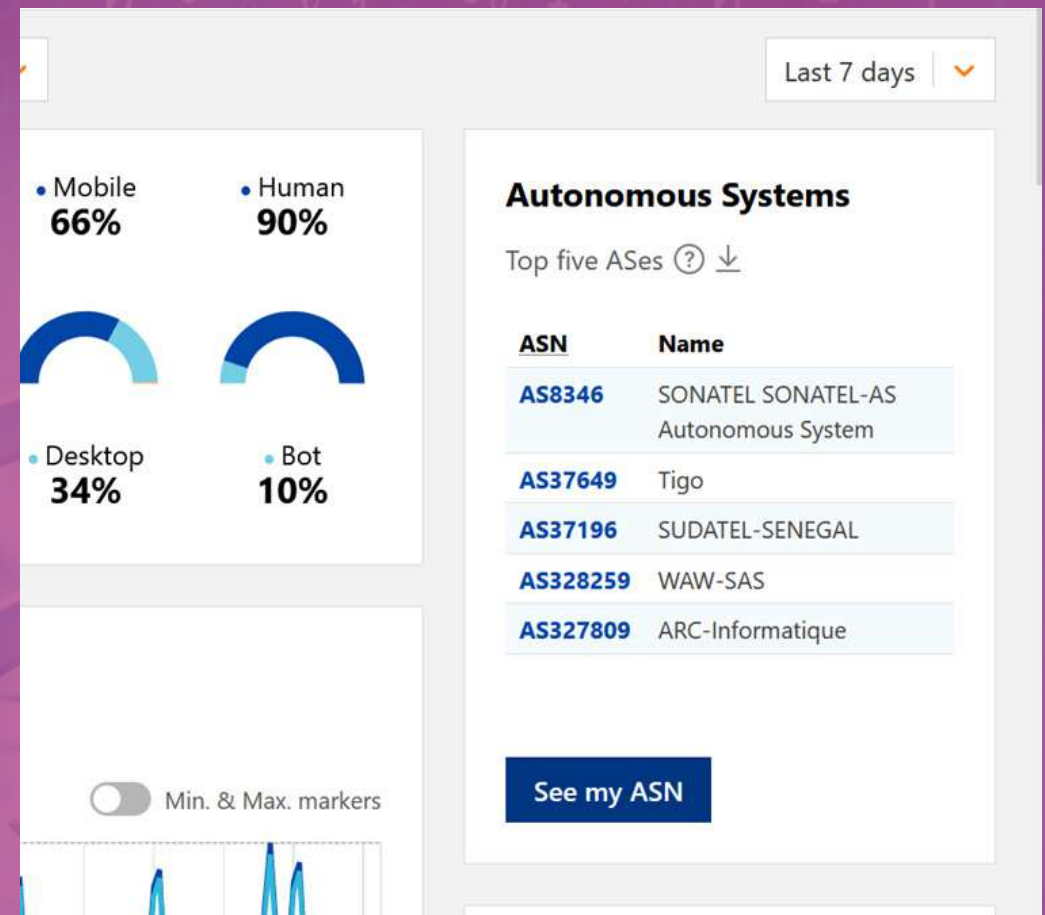 Last 7 days
Mobile
66%
Human
90%
Desktop
34%
Bot
10%
Autonomous Systems
Top five ASes ?
ASN Name
AS8346 SONATEL SONATEL-AS
Autonomous System
AS37649 Tigo
AS37196 SUDATEL-SENEGAL
AS328259 WAW-SAS
AS327809 ARC-Informatique
See my ASN
Min. & Max. markers